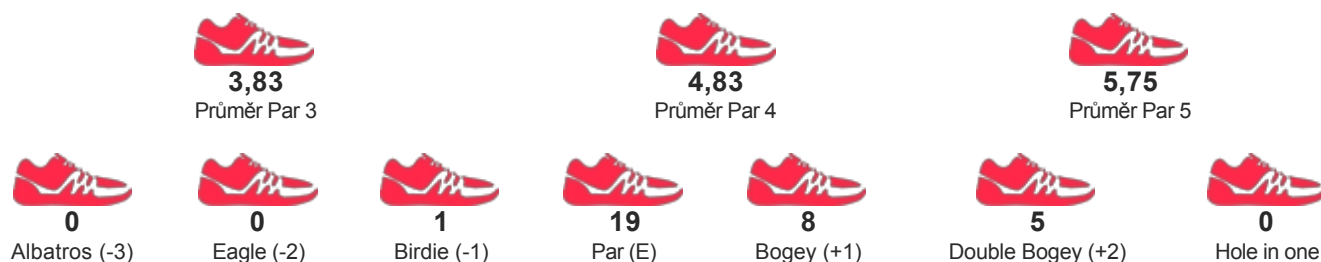 3,83 4,83 5,75
Průměr Par 3 Průměr Par 4 Průměr Par 5
0 0 1 19 8 5 0
Albatros (-3) Eagle (-2) Birdie (-1) Par (E) Bogey (+1) Double Bogey (+2) Hole in one